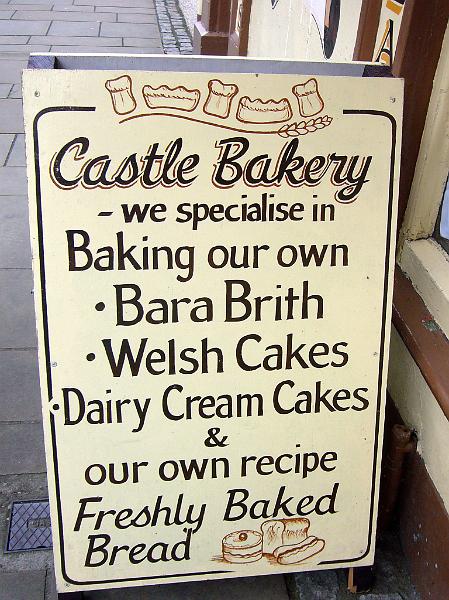 Castle Bakery
- we specialise in
Baking our own
• Bara Brith
• Welsh Cakes
• Dairy Cream Cakes
&
our own recipe
Freshly Baked
Bread